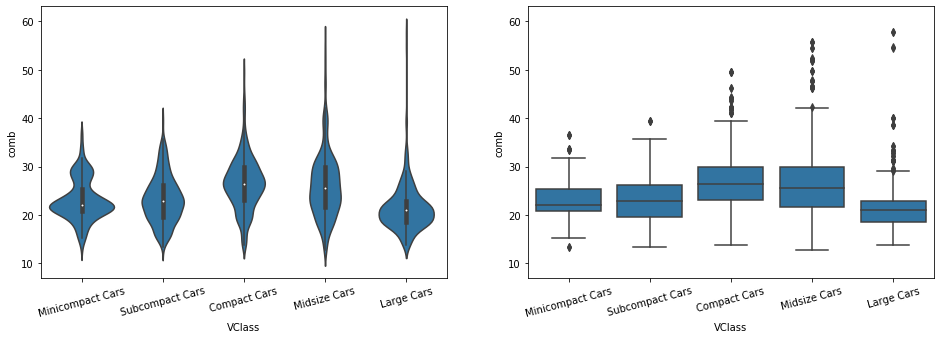 60
50
40
30
20
10
comb
Minicompact Cars
Subcompact Cars
Compact Cars
Midsize Cars
Large Cars
VClass
60
50
40
30
20
10
comb
Minicompact Cars
Subcompact Cars
Compact Cars
Midsize Cars
Large Cars
VClass